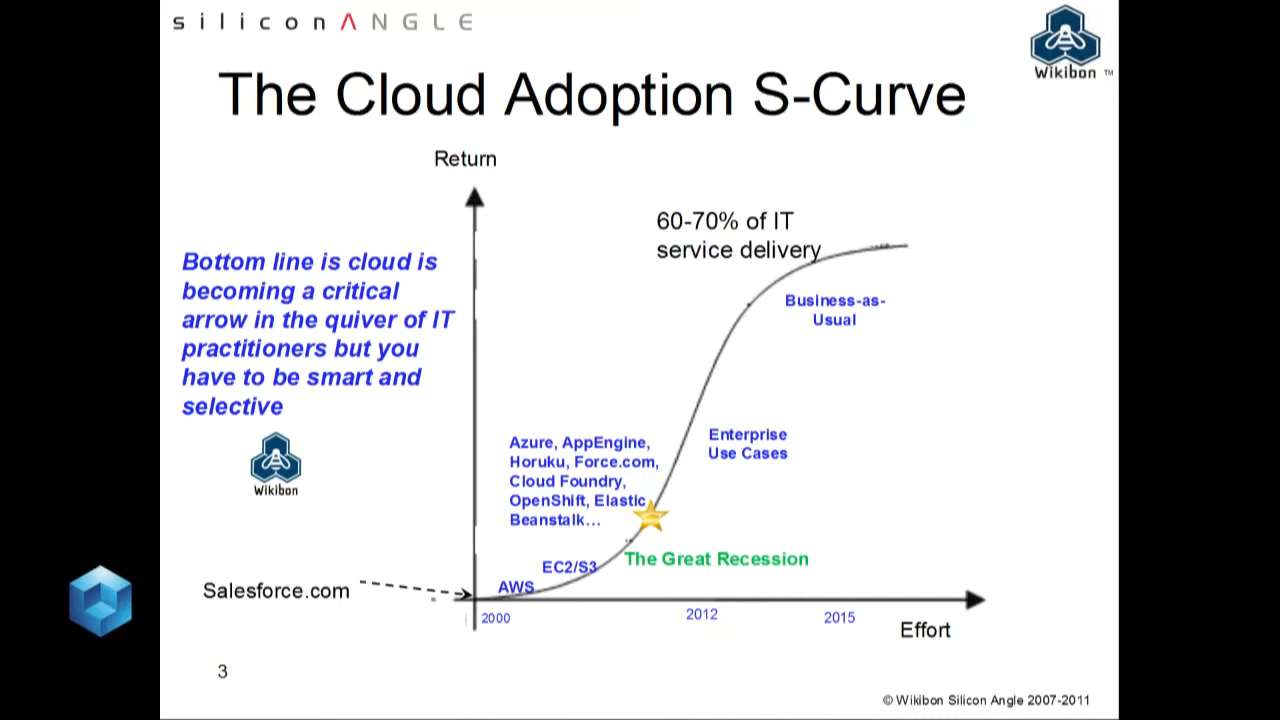 siliconANGLE
Wikibon ™
The Cloud Adoption S-Curve
Return
60-70% of IT
service delivery
Bottom line is cloud is
becoming a critical
arrow in the quiver of IT
practitioners but you
have to be smart and
selective
Wikibon
Business-as-
Usual
Enterprise
Use Cases
Azure, AppEngine,
Horuku, Force.com,
Cloud Foundry,
OpenShift, Elastic
Beanstalk...
The Great Recession
EC2/S3
AWS
Salesforce.com
2000
2012
2015
Effort
3
© Wikibon Silicon Angle 2007-2011